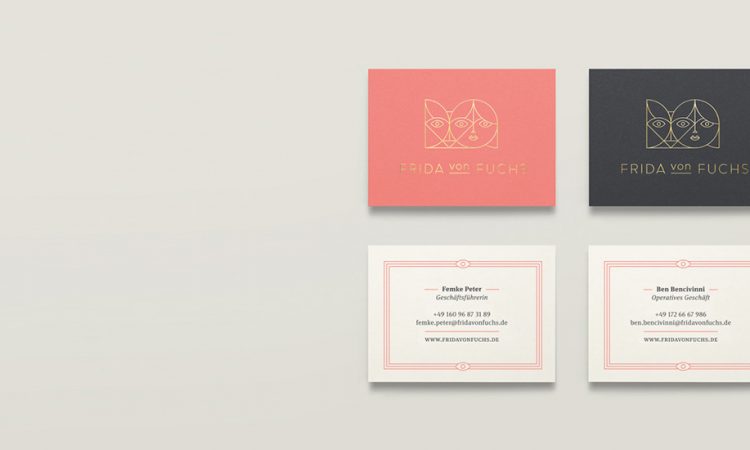 FRIDA von FUCHS
FRIDA von FUCHS
Femke Peter
Geschäftsführerin
+49 160 96 87 31 89
femke.peter@fridavonfuchs.de
WWW.FRIDAVONFUCHS.DE
Ben Bencivinni
Operatives Geschäft
+49 172 66 67 986
ben.bencivinni@fridavonfuchs.de
WWW.FRIDAVONFUCHS.DE